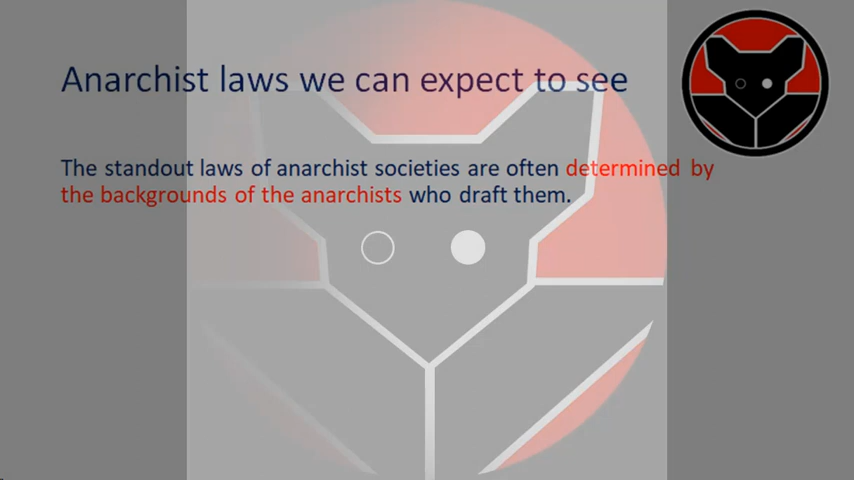 Anarchist laws we can expect to see
The standout laws of anarchist societies are often determined by
the backgrounds of the anarchists who draft them.